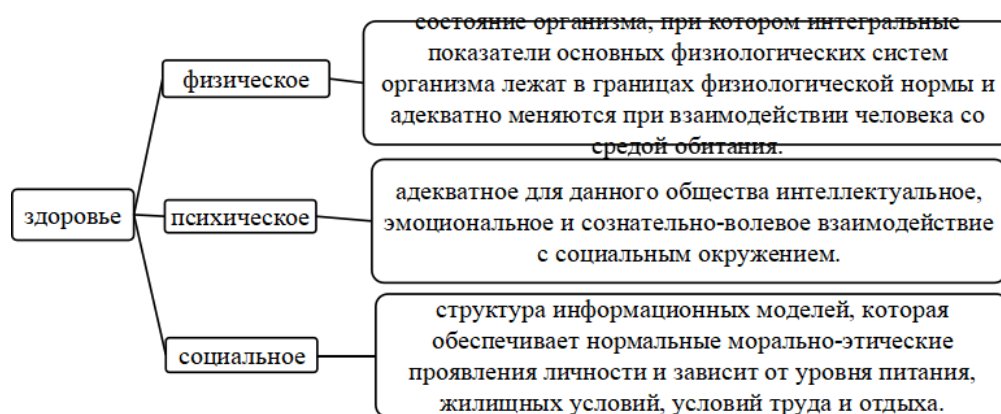 здоровье
физическое
состояние организма, при котором интегральные
показатели основных физиологических систем
организма лежат в границах физиологической нормы и
адекватно меняются при взаимодействии человека со
средой обитания.
психическое
адекватное для данного общества интеллектуальное,
эмоциональное и сознательно-волевое взаимодействие
с социальным окружением.
социальное
структура информационных моделей, которая
обеспечивает нормальные морально-этические
проявления личности и зависит от уровня питания,
жилищных условий, условий труда и отдыха.